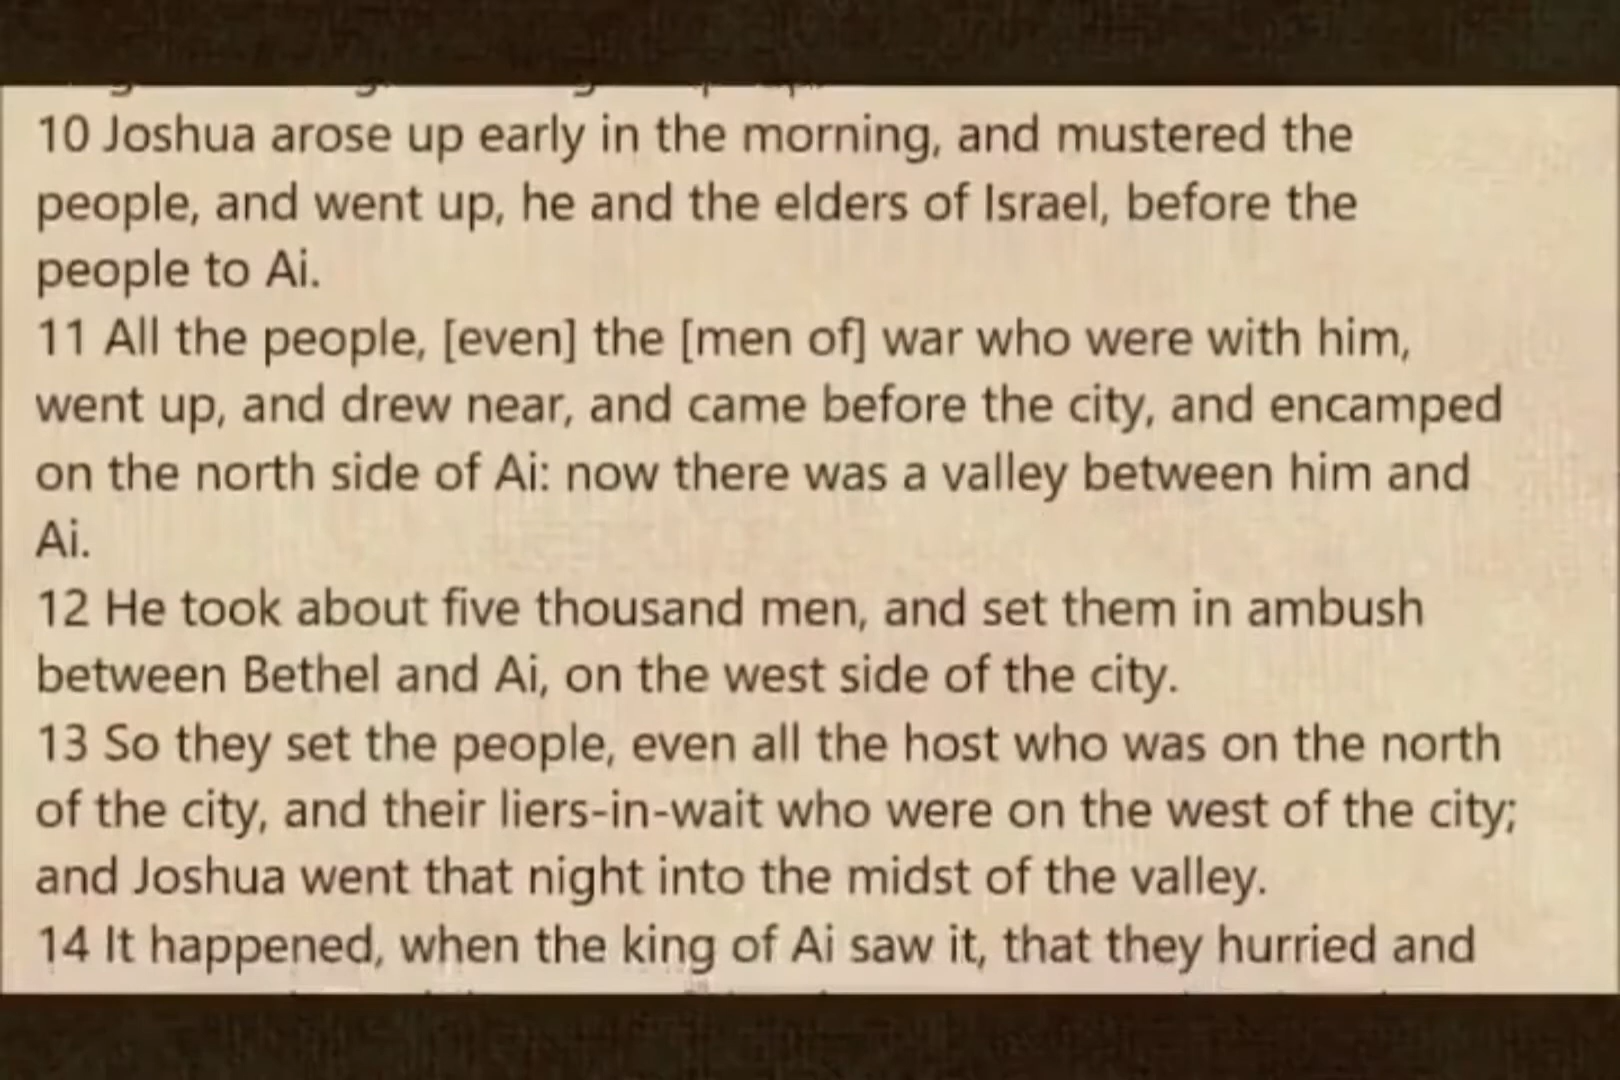 10 Joshua arose up early in the morning, and mustered the
people, and went up, he and the elders of Israel, before the
people to Ai.
11 All the people, [even] the [men of] war who were with him,
went up, and drew near, and came before the city, and encamped
on the north side of Ai: now there was a valley between him and
Ai.
12 He took about five thousand men, and set them in ambush
between Bethel and Ai, on the west side of the city.
13 So they set the people, even all the host who was on the north
of the city, and their liers-in-wait who were on the west of the city;
and Joshua went that night into the midst of the valley.
14 It happened, when the king of Ai saw it, that they hurried and